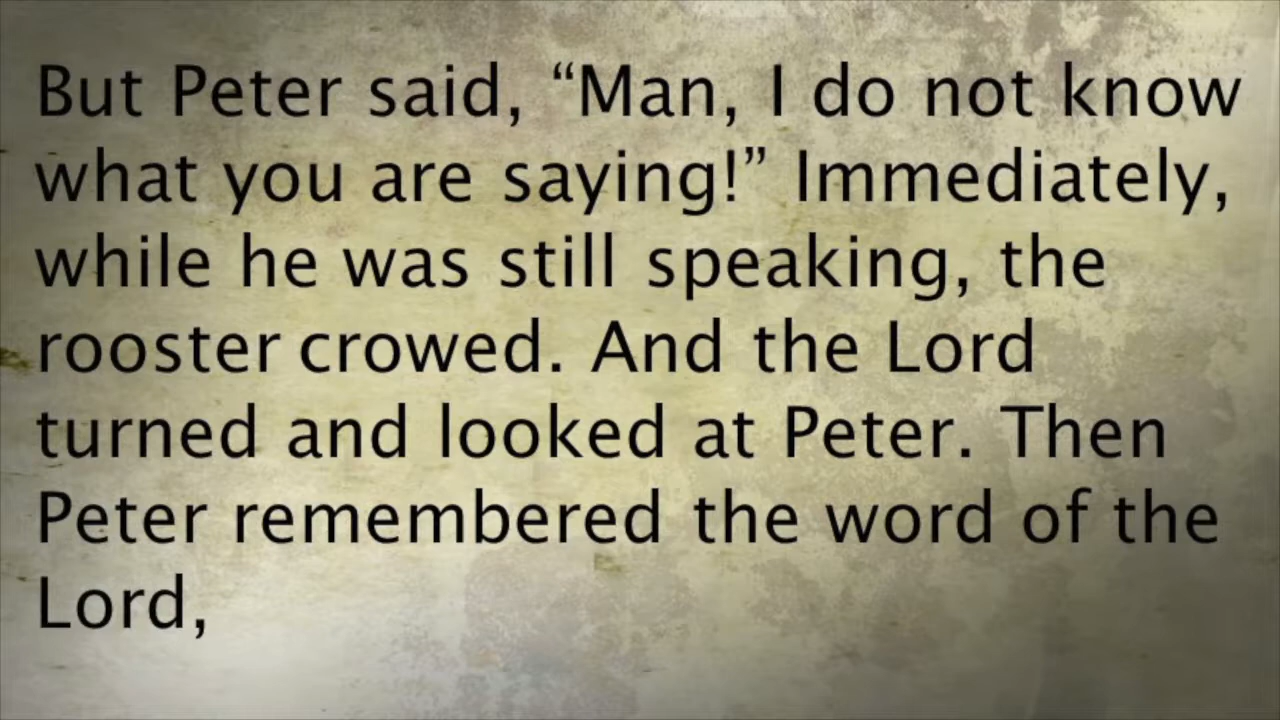 But Peter said, “Man, I do not know
what you are saying!” Immediately,
while he was still speaking, the
rooster crowed. And the Lord
turned and looked at Peter. Then
Peter remembered the word of the
Lord,